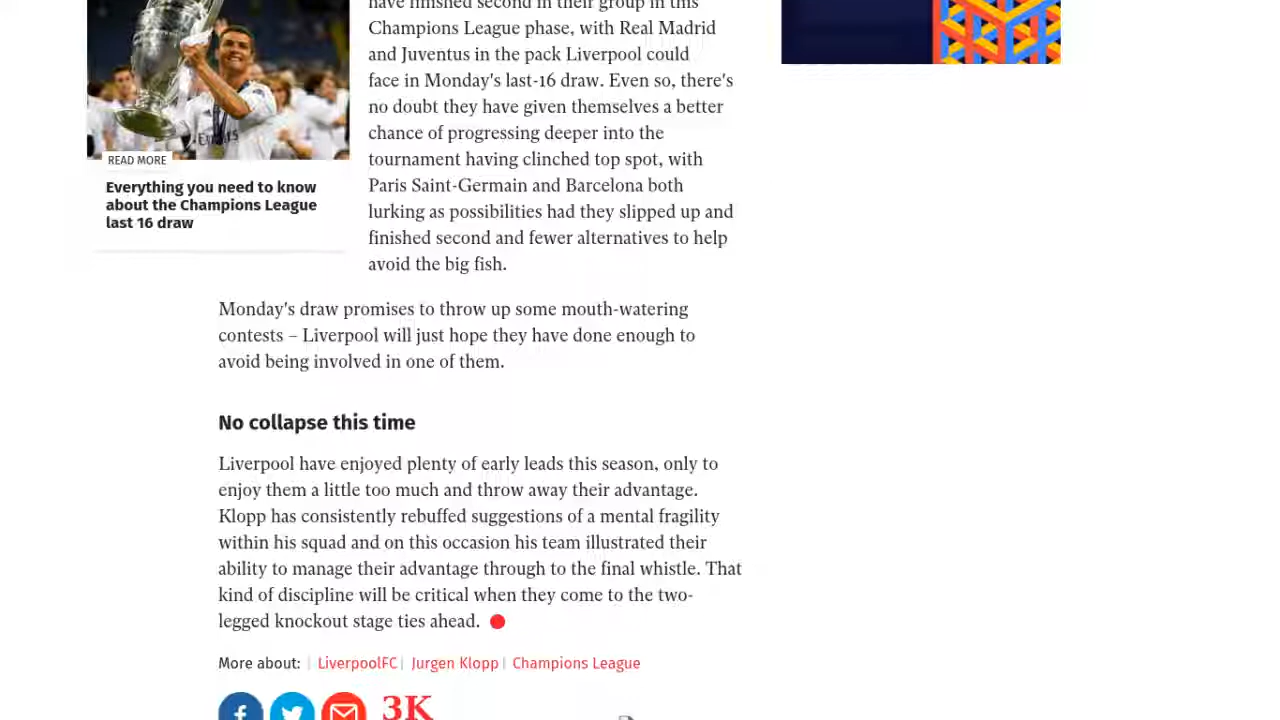 have finished second in their group in this
Champions League phase, with Real Madrid
and Juventus in the pack Liverpool could
face in Monday's last-16 draw. Even so, there's
no doubt they have given themselves a better
chance of progressing deeper into the
tournament having clinched top spot, with
Paris Saint-Germain and Barcelona both
lurking as possibilities had they slipped up and
finished second and fewer alternatives to help
avoid the big fish.
READ MORE
Everything you need to know
about the Champions League
last 16 draw
Monday's draw promises to throw up some mouth-watering
contests – Liverpool will just hope they have done enough to
avoid being involved in one of them.
No collapse this time
Liverpool have enjoyed plenty of early leads this season, only to
enjoy them a little too much and throw away their advantage.
Klopp has consistently rebuffed suggestions of a mental fragility
within his squad and on this occasion his team illustrated their
ability to manage their advantage through to the final whistle. That
kind of discipline will be critical when they come to the two-
legged knockout stage ties ahead.
More about: | LiverpoolFC | Jurgen Klopp | Champions League
3K